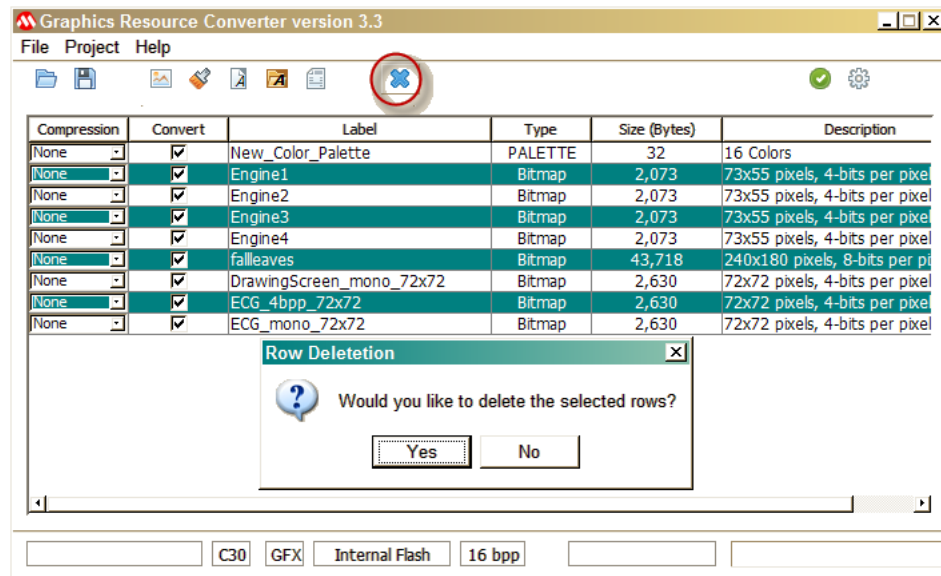 Graphics Resource Converter version 3.3
File Project Help
Compression Convert Label Type Size (Bytes) Description
None New_Color_Palette PALETTE 32 16 Colors
None Engine1 Bitmap 2,073 73x55 pixels, 4-bits per pixel
None Engine2 Bitmap 2,073 73x55 pixels, 4-bits per pixel
None Engine3 Bitmap 2,073 73x55 pixels, 4-bits per pixel
None Engine4 Bitmap 2,073 73x55 pixels, 4-bits per pixel
None fallleaves Bitmap 43,718 240x180 pixels, 8-bits per pi
None DrawingScreen_mono_72x72 Bitmap 2,630 72x72 pixels, 4-bits per pixel
None ECG_4bpp_72x72 Bitmap 2,630 72x72 pixels, 4-bits per pixel
None ECG_mono_72x72 Bitmap 2,630 72x72 pixels, 4-bits per pixel
Row Deletetion
Would you like to delete the selected rows?
Yes No
C30 GFX Internal Flash 16 bpp